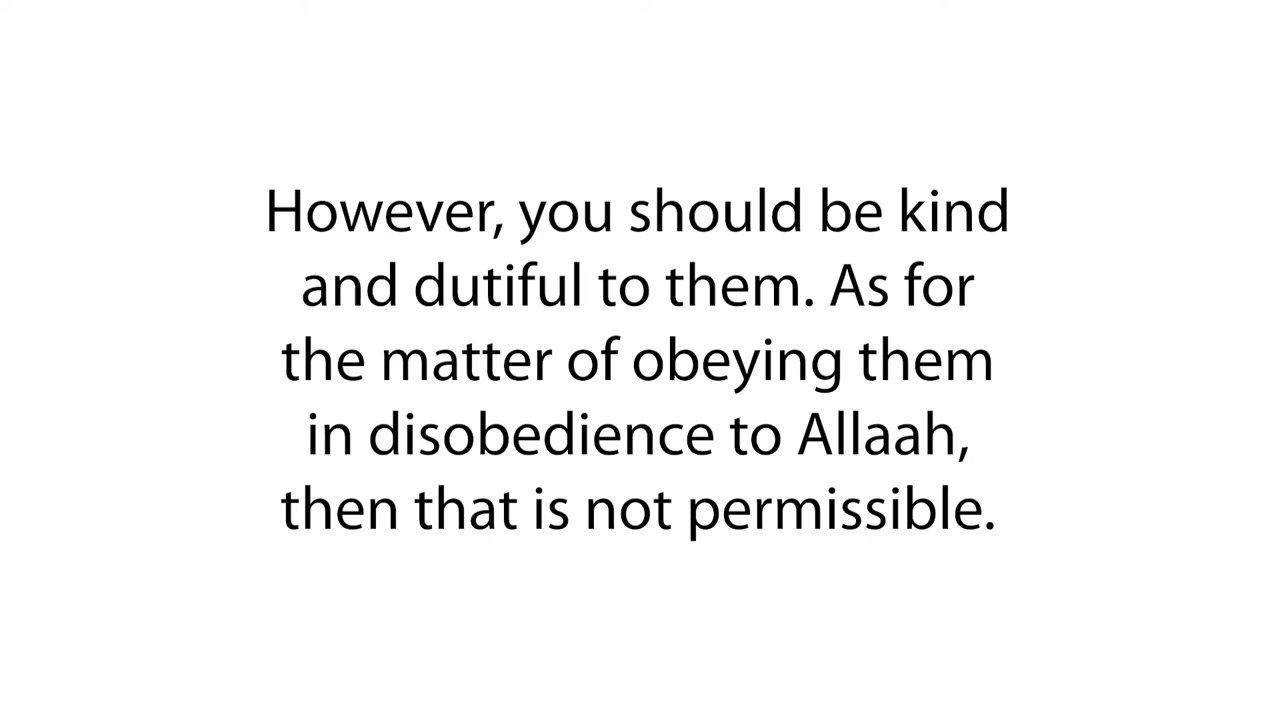 However, you should be kind
and dutiful to them. As for
the matter of obeying them
in disobedience to Allaah,
then that is not permissible.